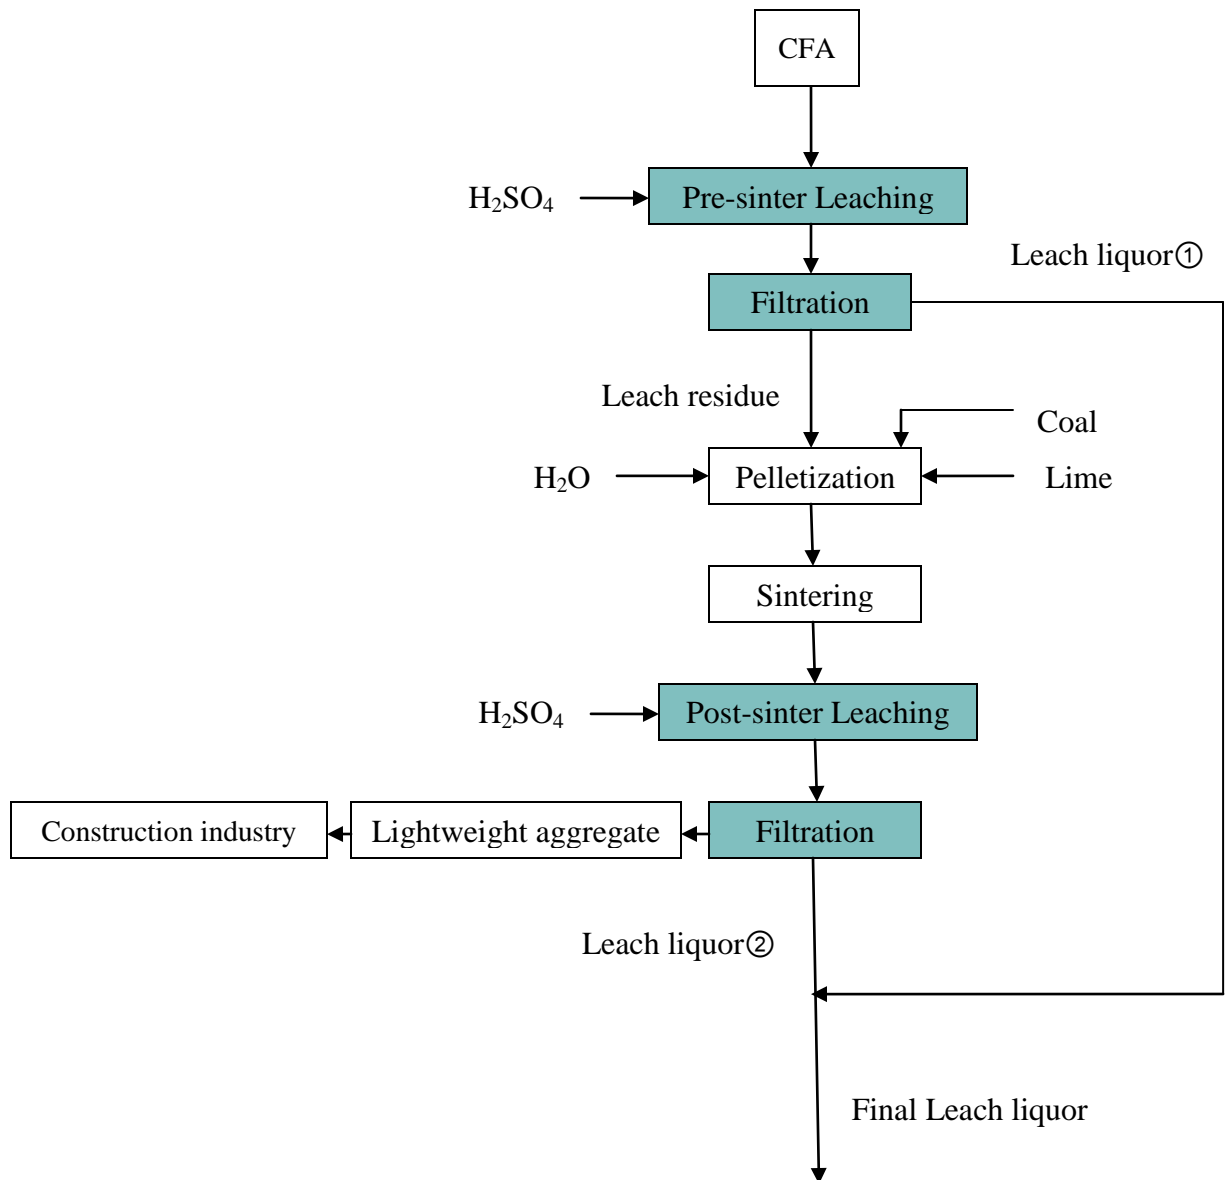 CFA
H₂SO₄
Pre-sinter Leaching
Leach liquor①
Filtration
Leach residue
Coal
H₂O
Pelletization
Lime
Sintering
H₂SO₄
Post-sinter Leaching
Construction industry
Lightweight aggregate
Filtration
Leach liquor②
Final Leach liquor